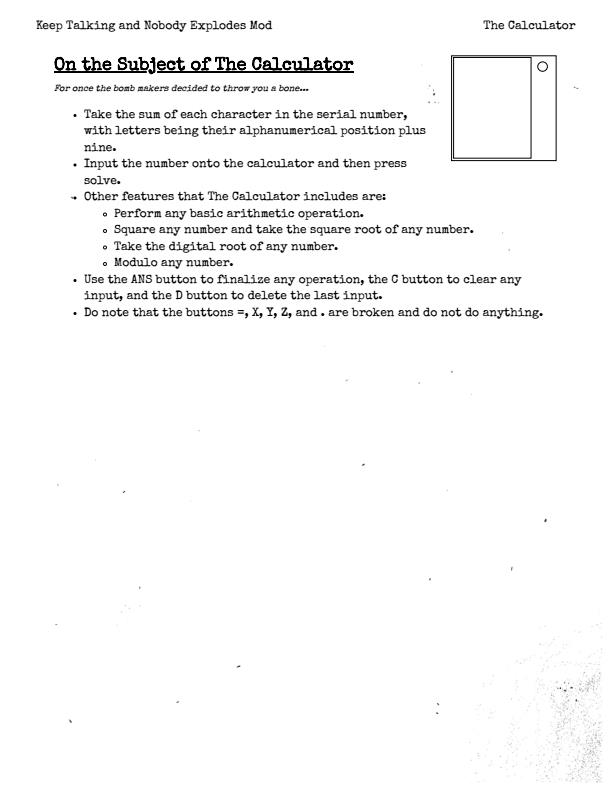 Keep Talking and Nobody Explodes Mod
The Calculator
On the Subject of The Calculator
For once the bomb makers decided to throw you a bone...
• Take the sum of each character in the serial number,
with letters being their alphanumerical position plus
nine.
• Input the number onto the calculator and then press
solve.
• Other features that The Calculator includes are:
o Perform any basic arithmetic operation.
o Square any number and take the square root of any number.
o Take the digital root of any number.
o Modulo any number.
• Use the ANS button to finalize any operation, the C button to clear any
input, and the D button to delete the last input.
• Do note that the buttons =, X, Y, Z, and . are broken and do not do anything.